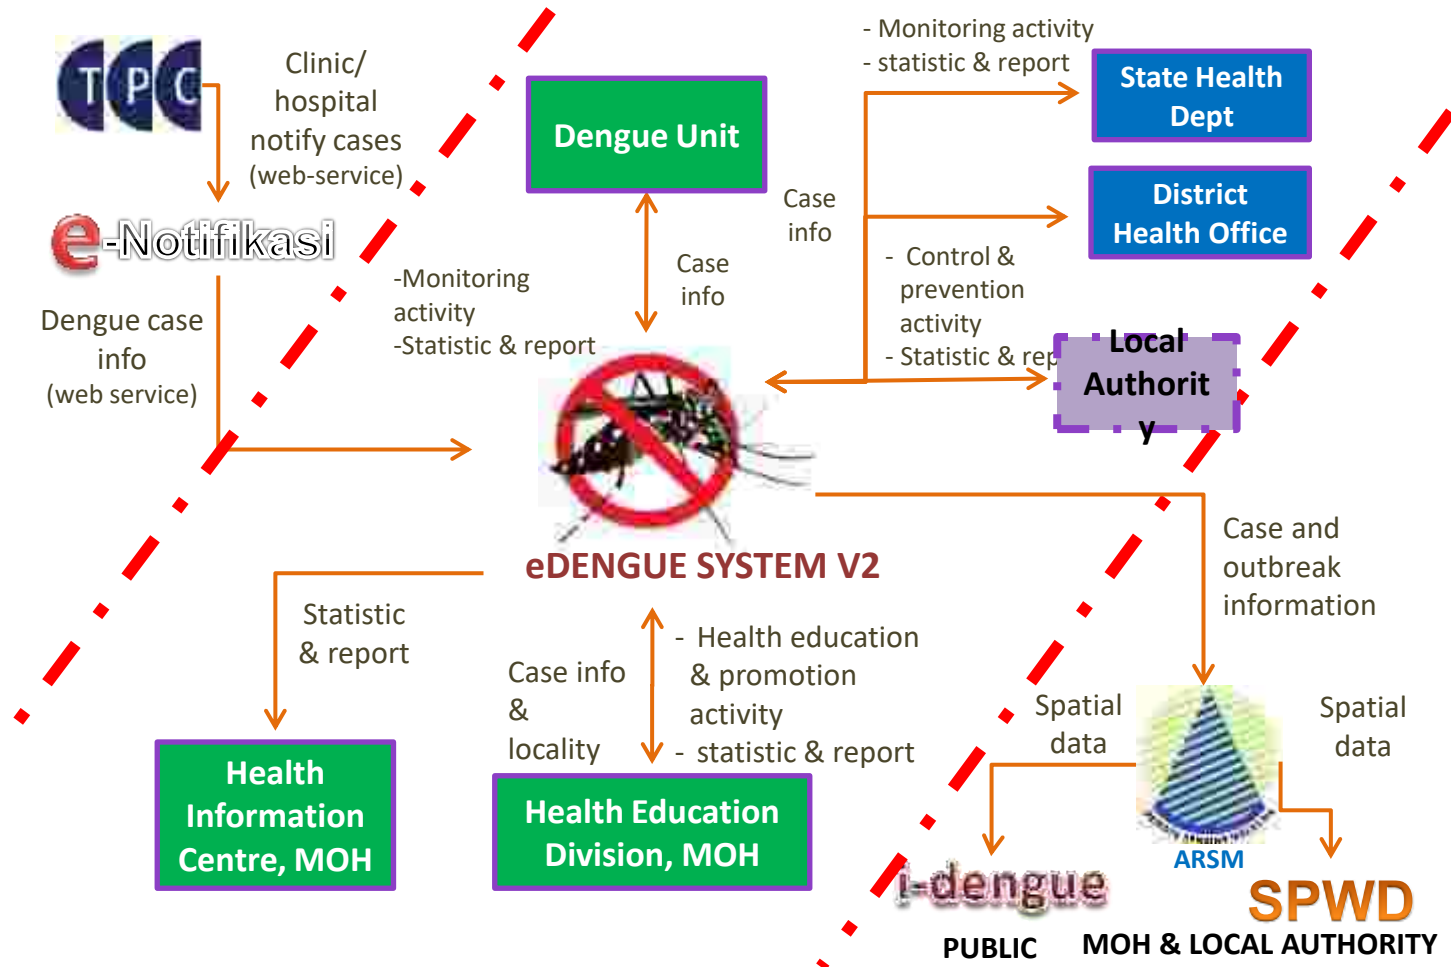 TPC
Clinic/
hospital
notify cases
(web-service)
e-Notifikasi
Dengue case
info
(web service)
Dengue Unit
Case
info
-Monitoring
activity
-Statistic & report
- Monitoring activity
- statistic & report
State Health
Dept
District
Health Office
Case
info
- Control &
prevention
activity
- Statistic & rep
Local
Authorit
y
eDENGUE SYSTEM V2
Statistic
& report
Health
Information
Centre, MOH
Case info
&
locality
- Health education
& promotion
activity
- statistic & report
Health Education
Division, MOH
Case and
outbreak
information
Spatial
data
Spatial
data
ARSM
i-dengue
PUBLIC
SPWD
MOH & LOCAL AUTHORITY